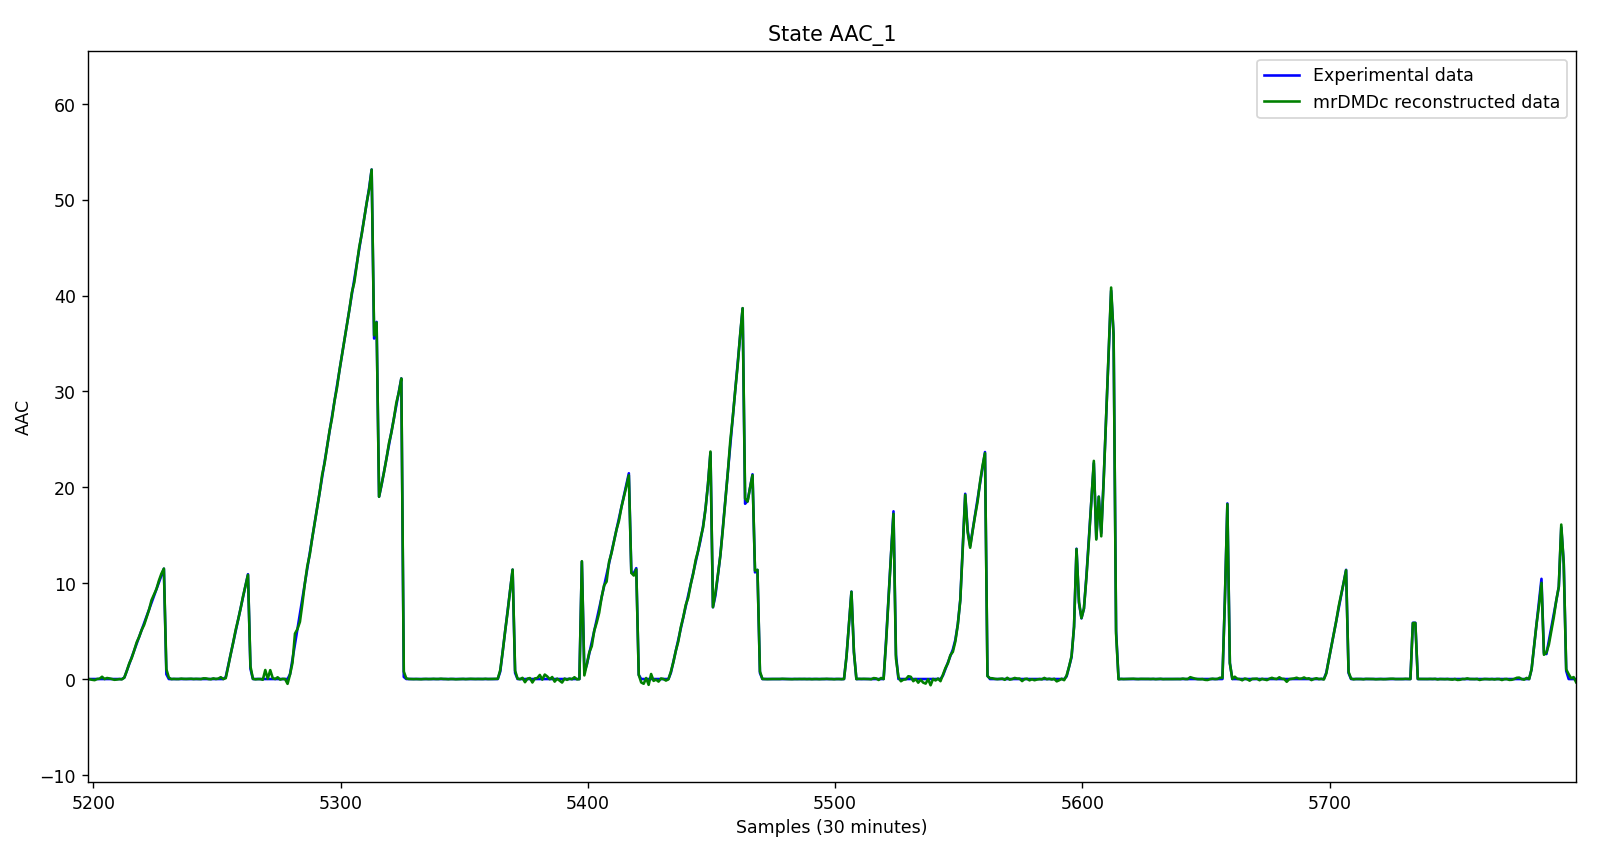 State AAC_1
Experimental data
mrDMDc reconstructed data
60
50
40
30
20
10
0
−10
AAC
5200 5300 5400 5500 5600 5700
Samples (30 minutes)